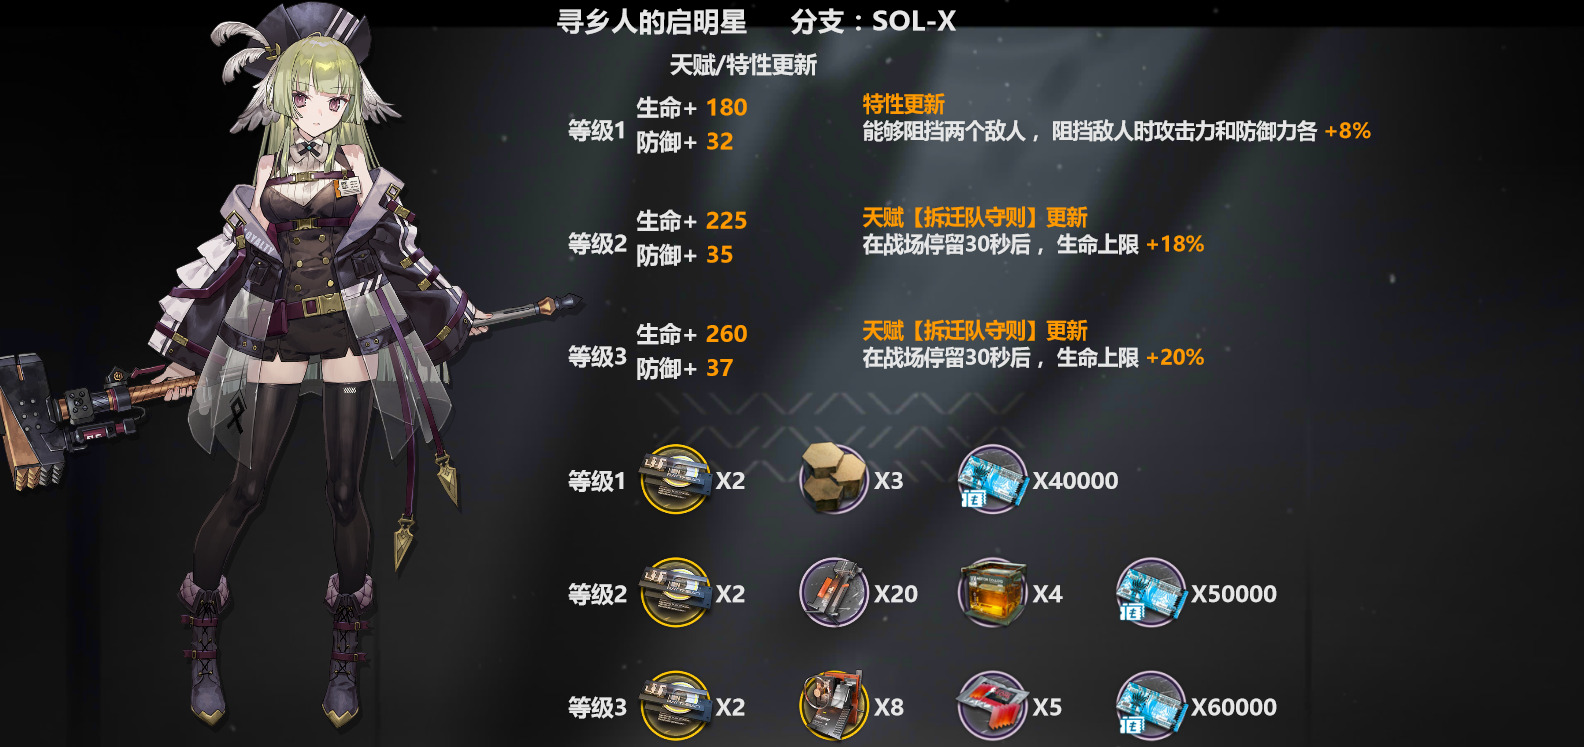 寻乡人的启明星 分支：SOL-X
天赋/特性更新
等级1 生命+ 180
防御+ 32
特性更新
能够阻挡两个敌人，阻挡敌人时攻击力和防御力各 +8%
等级2 生命+ 225
防御+ 35
天赋【拆迁队守则】更新
在战场停留30秒后，生命上限 +18%
等级3 生命+ 260
防御+ 37
天赋【拆迁队守则】更新
在战场停留30秒后，生命上限 +20%
等级1 X2 X3 X40000
等级2 X2 X20 X4 X50000
等级3 X2 X8 X5 X60000